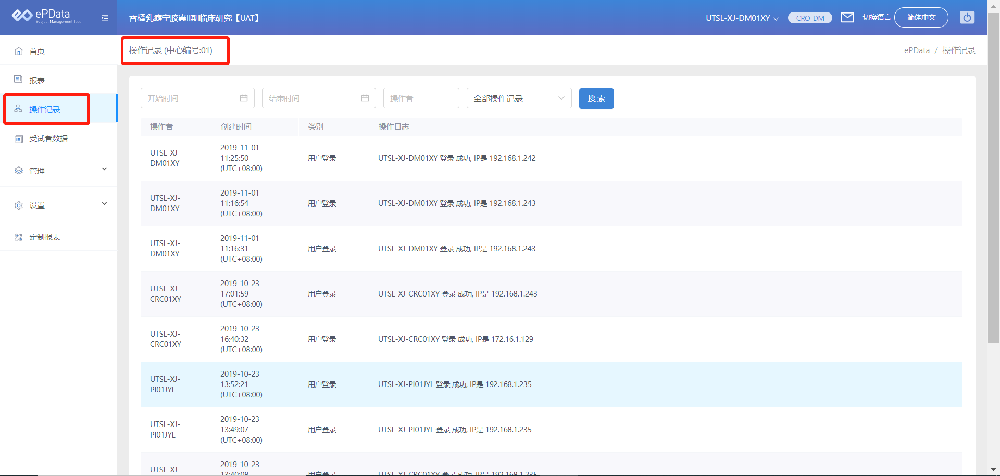 ePData
Subject Management Tool
香橘乳癖宁胶囊II期临床研究【UAT】
UTSL-XJ-DM01XY
CRO-DM
切换语言
简体中文
首页
报表
操作记录
受试者数据
管理
设置
定制报表
操作记录 (中心编号:01)
ePData / 操作记录
开始时间
结束时间
操作者
全部操作记录
搜 索
操作者 创建时间 类别 操作日志
UTSL-XJ-
DM01XY
2019-11-01
11:25:50
(UTC+08:00)
用户登录
UTSL-XJ-DM01XY 登录 成功, IP是 192.168.1.242
UTSL-XJ-
DM01XY
2019-11-01
11:16:54
(UTC+08:00)
用户登录
UTSL-XJ-DM01XY 登录 成功, IP是 192.168.1.243
UTSL-XJ-
DM01XY
2019-11-01
11:16:31
(UTC+08:00)
用户登录
UTSL-XJ-DM01XY 登录 成功, IP是 192.168.1.243
UTSL-XJ-
CRC01XY
2019-10-23
17:01:59
(UTC+08:00)
用户登录
UTSL-XJ-CRC01XY 登录 成功, IP是 192.168.1.243
UTSL-XJ-
CRC01XY
2019-10-23
16:40:32
(UTC+08:00)
用户登录
UTSL-XJ-CRC01XY 登录 成功, IP是 172.16.1.129
UTSL-XJ-
PI01JYL
2019-10-23
13:52:21
(UTC+08:00)
用户登录
UTSL-XJ-PI01JYL 登录 成功, IP是 192.168.1.235
UTSL-XJ-
PI01JYL
2019-10-23
13:49:07
(UTC+08:00)
用户登录
UTSL-XJ-PI01JYL 登录 成功, IP是 192.168.1.235
UTSL-XJ-
2019-10-23
13:40:08
用户登录
UTSL-XJ-CRC01XY 登录 成功, IP是 192.168.1.235